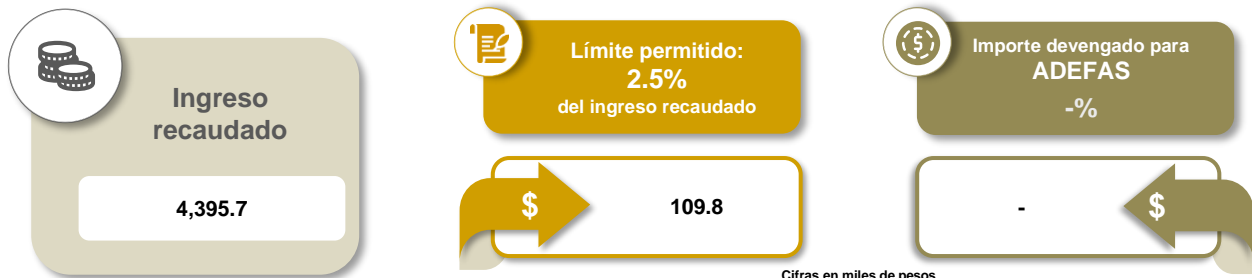 Ingreso
recaudado
4,395.7
Límite permitido:
2.5%
del ingreso recaudado
$
109.8
Importe devengado para
ADEFAS
-%
-
$
Cifras en miles de pesos